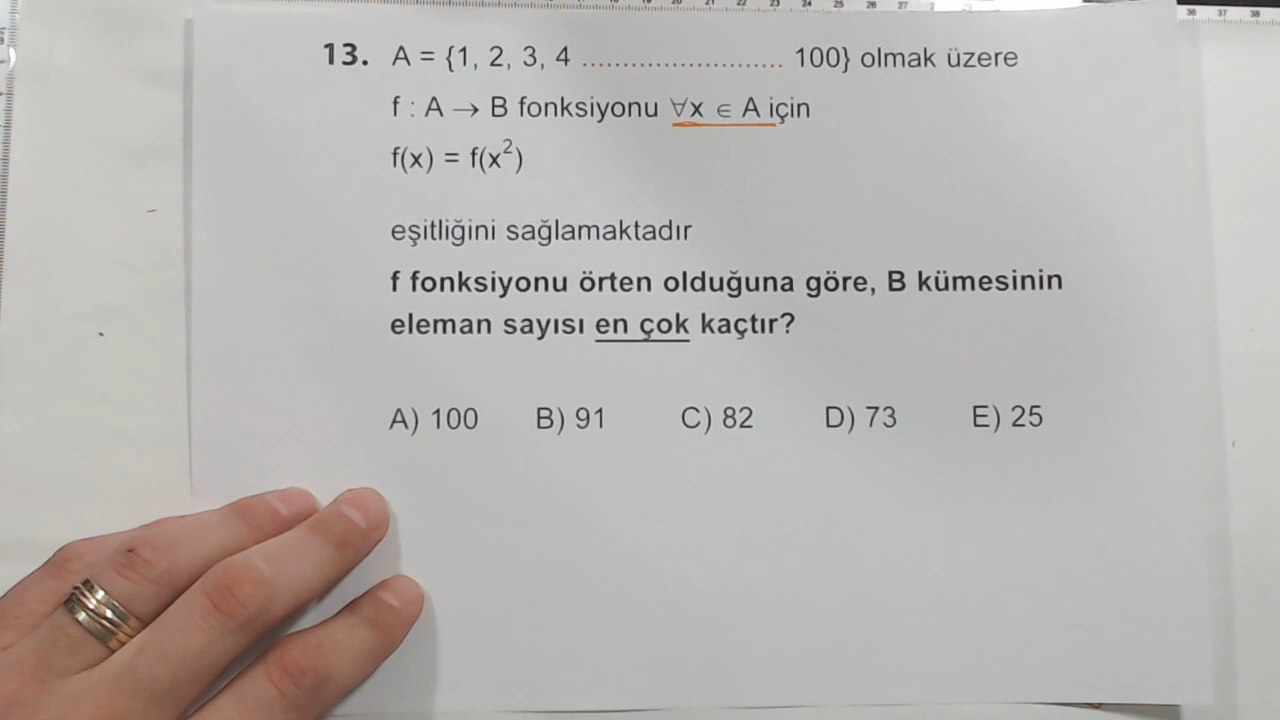 13. A = {1, 2, 3, 4 ......................... 100} olmak üzere
f : A → B fonksiyonu ∀x ∈ A için
f(x) = f(x²)
eşitliğini sağlamaktadır
f fonksiyonu örten olduğuna göre, B kümesinin
eleman sayısı en çok kaçtır?
A) 100 B) 91 C) 82 D) 73 E) 25